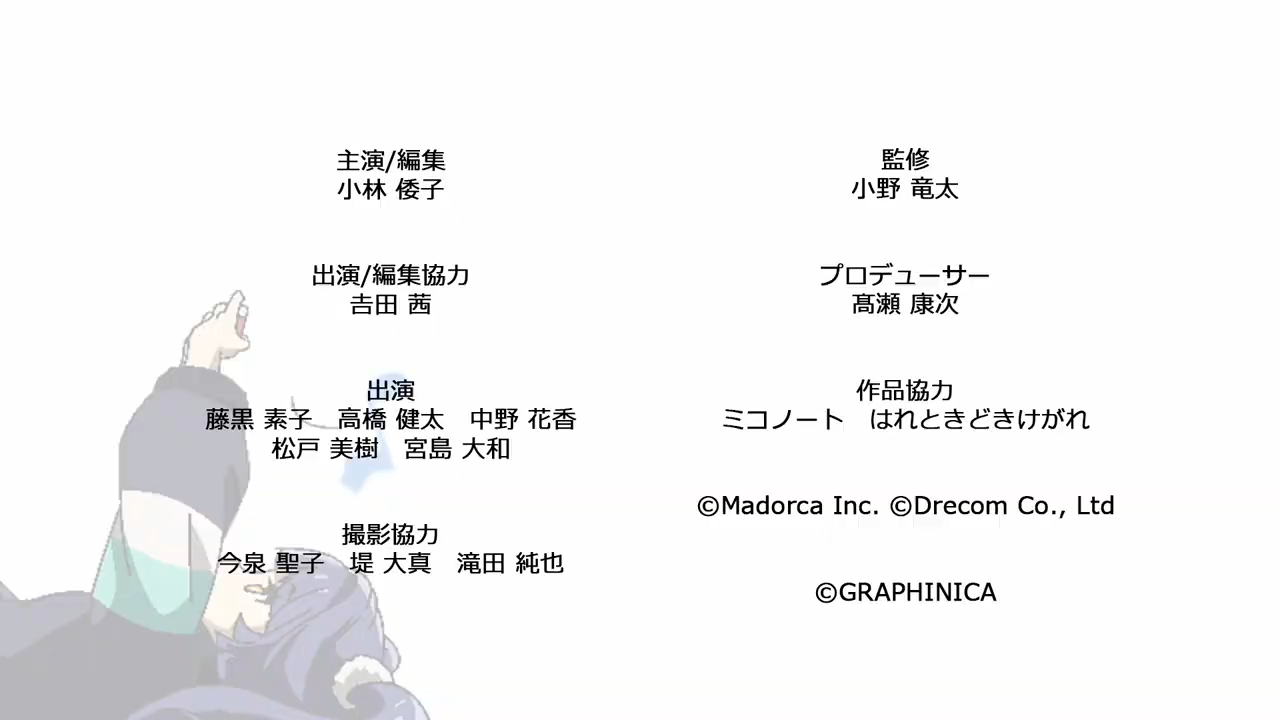 主演/編集
小林 倭子
出演/編集協力
𠮷田 茜
出演
藤黒 素子　高橋 健太　中野 花香
松戸 美樹　宮島 大和
撮影協力
今泉 聖子　堤 大真　滝田 純也
監修
小野 竜太
プロデューサー
髙瀬 康次
作品協力
ミコノート　はれときどきけがれ
©Madorca Inc. ©Drecom Co., Ltd
©GRAPHINICA